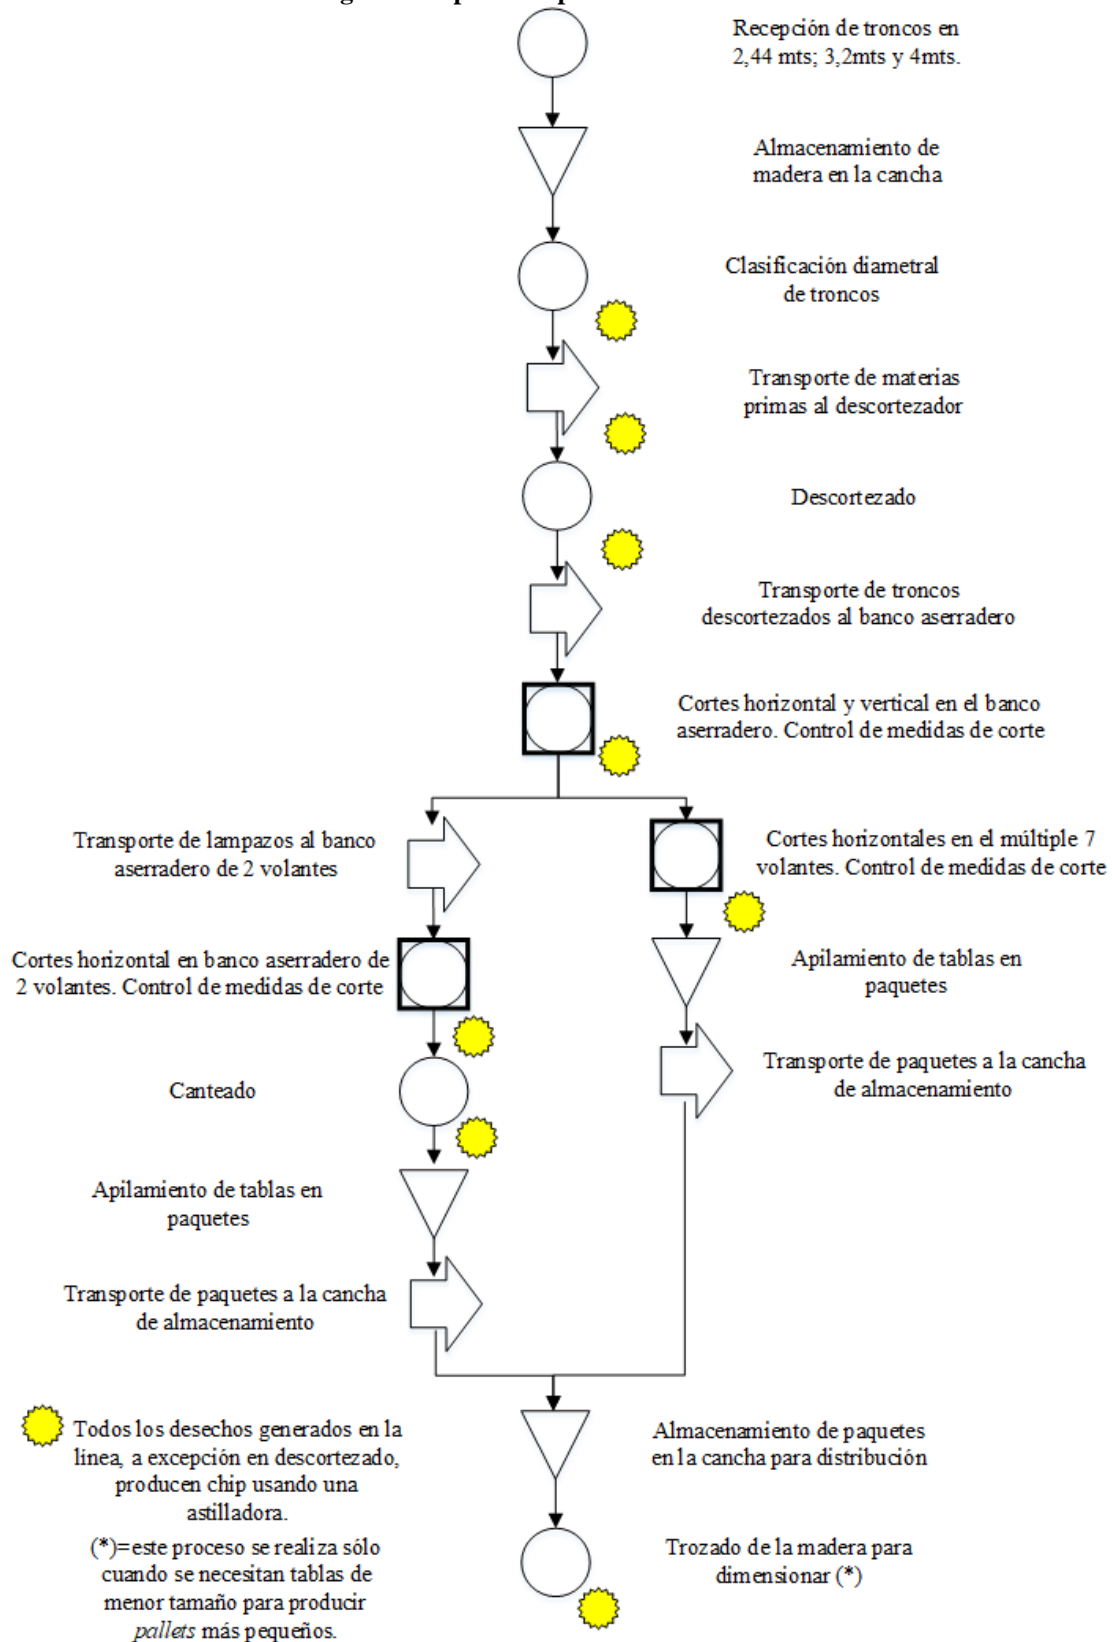 Recepción de troncos en
2,44 mts; 3,2mts y 4mts.
Almacenamiento de
madera en la cancha
Clasificación diametral
de troncos
Transporte de materias
primas al descortezador
Descortezado
Transporte de troncos
descortezados al banco aserradero
Cortes horizontal y vertical en el banco
aserradero. Control de medidas de corte
Transporte de lampazos al banco
aserradero de 2 volantes
Cortes horizontales en el múltiple 7
volantes. Control de medidas de corte
Cortes horizontal en banco aserradero de
2 volantes. Control de medidas de corte
Apilamiento de tablas en
paquetes
Canteado
Transporte de paquetes a la cancha
de almacenamiento
Apilamiento de tablas en
paquetes
Transporte de paquetes a la cancha
de almacenamiento
Todos los desechos generados en la
línea, a excepción en descortezado,
producen chip usando una
astilladora.
(*)=este proceso se realiza sólo
cuando se necesitan tablas de
menor tamaño para producir
pallets más pequeños.
Almacenamiento de paquetes
en la cancha para distribución
Trozado de la madera para
dimensionar (*)